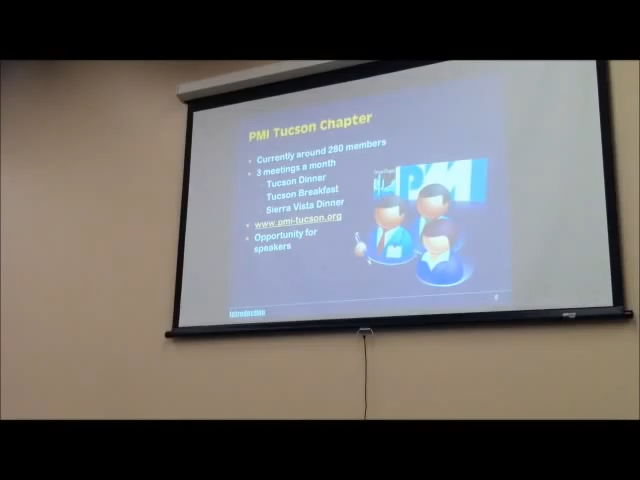 PMI Tucson Chapter
Currently around 280 members
3 meetings a month
Tucson Dinner
Tucson Breakfast
Sierra Vista Dinner
www.pmi-tucson.org
Opportunity for
speakers
PMI
Introduction